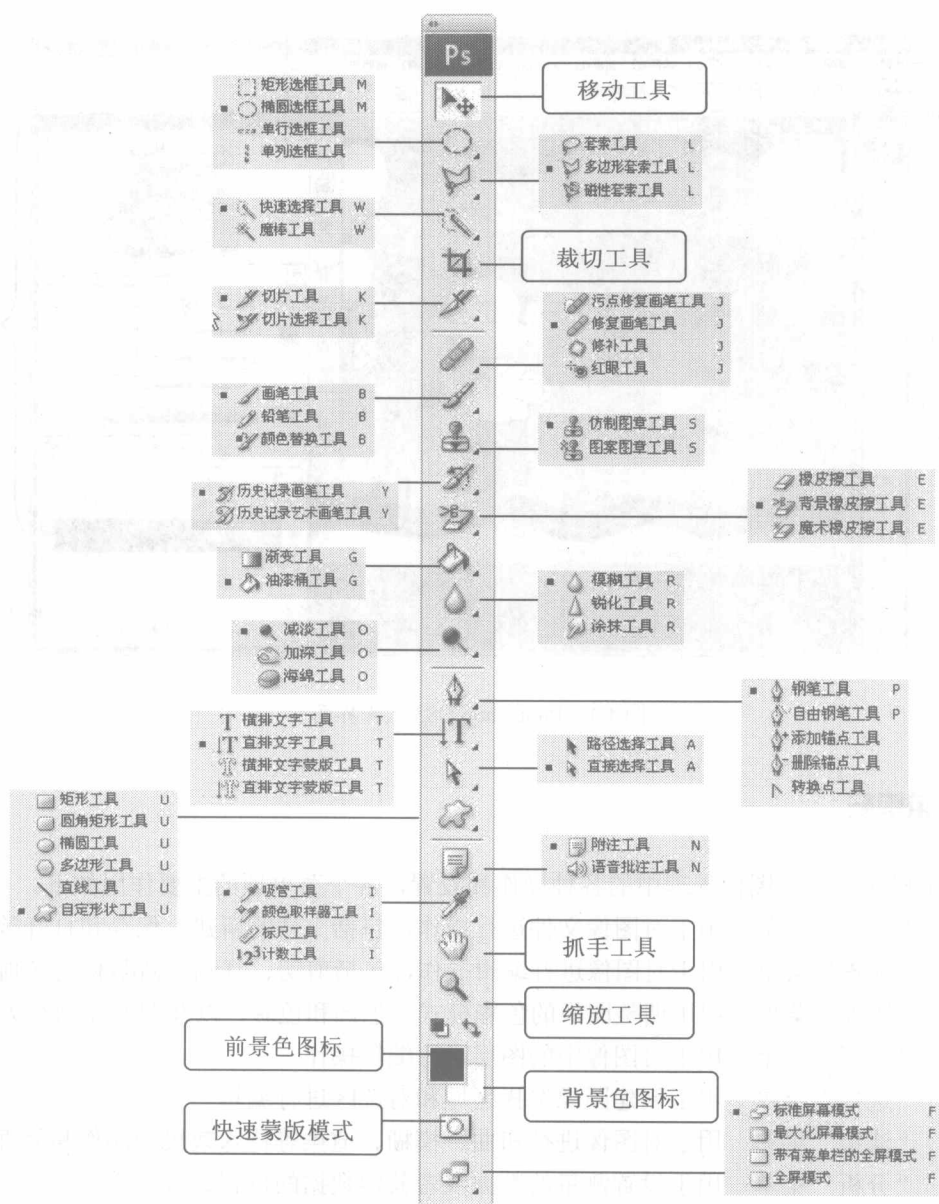 Ps
移动工具
矩形选框工具 M
椭圆选框工具 M
单行选框工具
单列选框工具
套索工具 L
多边形套索工具 L
磁性套索工具 L
快速选择工具 W
魔棒工具 W
裁切工具
切片工具 K
切片选择工具 K
污点修复画笔工具 J
修复画笔工具 J
修补工具 J
红眼工具 J
画笔工具 B
铅笔工具 B
颜色替换工具 B
仿制图章工具 S
图案图章工具 S
历史记录画笔工具 Y
历史记录艺术画笔工具 Y
橡皮擦工具 E
背景橡皮擦工具 E
魔术橡皮擦工具 E
渐变工具 G
油漆桶工具 G
模糊工具 R
锐化工具 R
涂抹工具 R
减淡工具 O
加深工具 O
海绵工具 O
钢笔工具 P
自由钢笔工具 P
添加锚点工具
删除锚点工具
转换点工具
横排文字工具 T
直排文字工具 T
横排文字蒙版工具 T
直排文字蒙版工具 T
路径选择工具 A
直接选择工具 A
矩形工具 U
圆角矩形工具 U
椭圆工具 U
多边形工具 U
直线工具 U
自定形状工具 U
附注工具 N
语音批注工具 N
吸管工具 I
颜色取样器工具 I
标尺工具 I
123计数工具 I
抓手工具
缩放工具
前景色图标
背景色图标
快速蒙版模式
标准屏幕模式 F
最大化屏幕模式 F
带有菜单栏的全屏模式 F
全屏模式 F